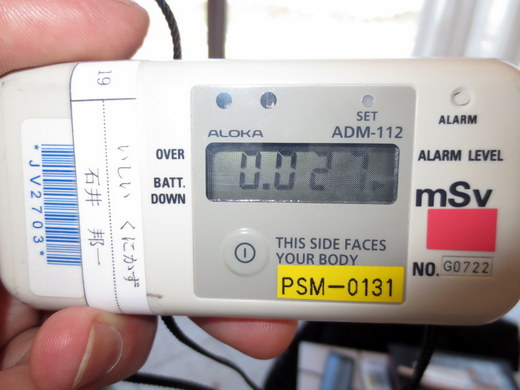 19
いしい くにかず
石井 邦一
*JV2703*
SET
ALOKA ADM-112
ALARM
OVER
BATT.
DOWN
0.027
ALARM LEVEL
mSv
THIS SIDE FACES
YOUR BODY
PSM-0131
NO. G0722